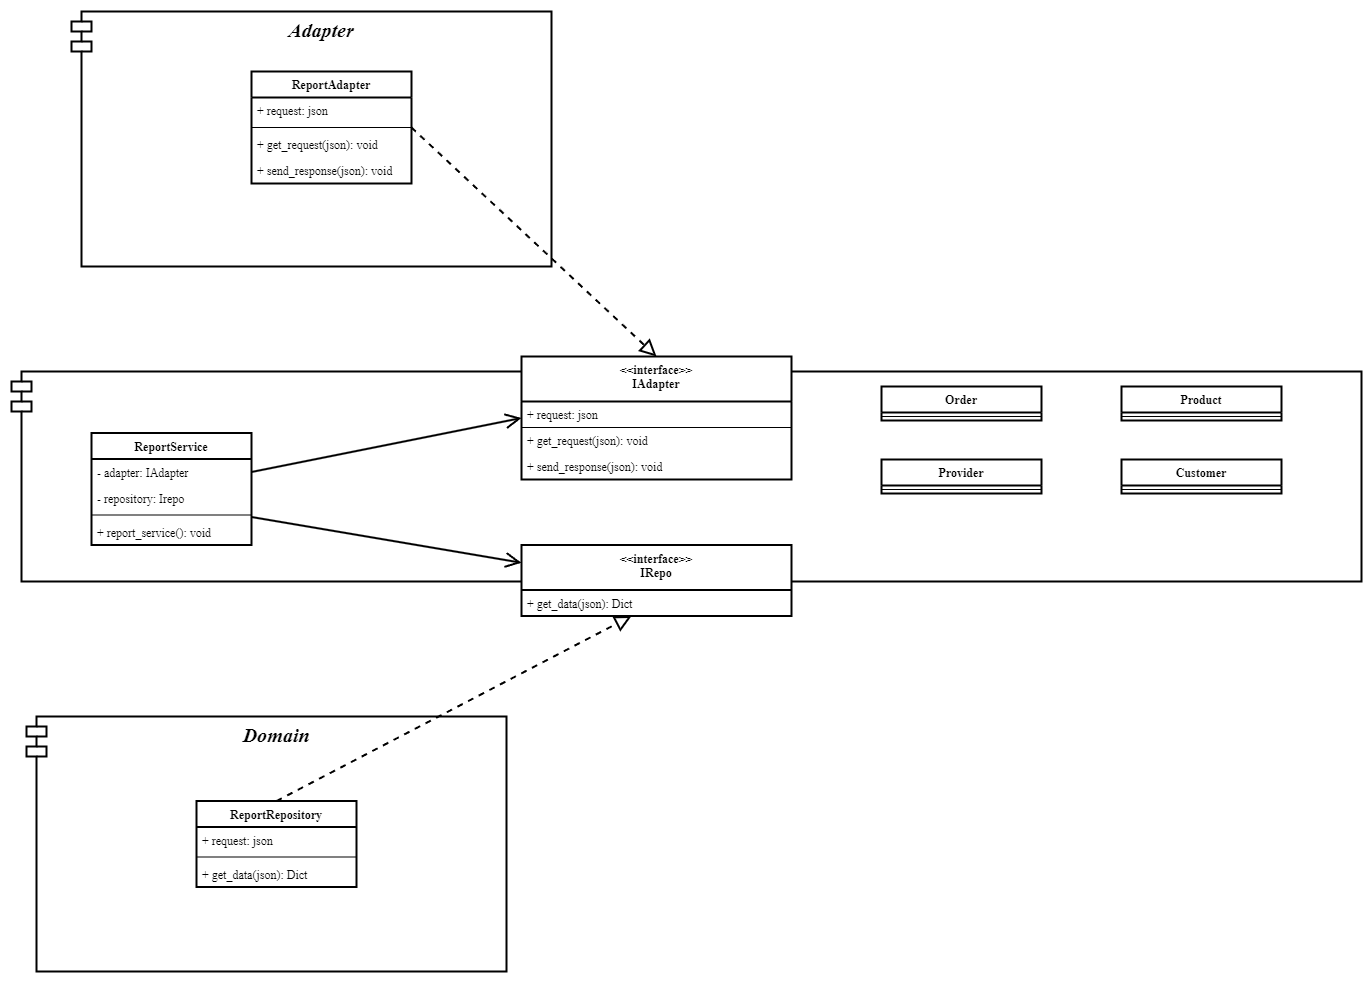 Adapter
ReportAdapter
+ request: json
+ get_request(json): void
+ send_response(json): void
<<interface>>
IAdapter
+ request: json
+ get_request(json): void
+ send_response(json): void
Order
Product
Provider
Customer
ReportService
- adapter: IAdapter
- repository: Irepo
+ report_service(): void
<<interface>>
IRepo
+ get_data(json): Dict
Domain
ReportRepository
+ request: json
+ get_data(json): Dict